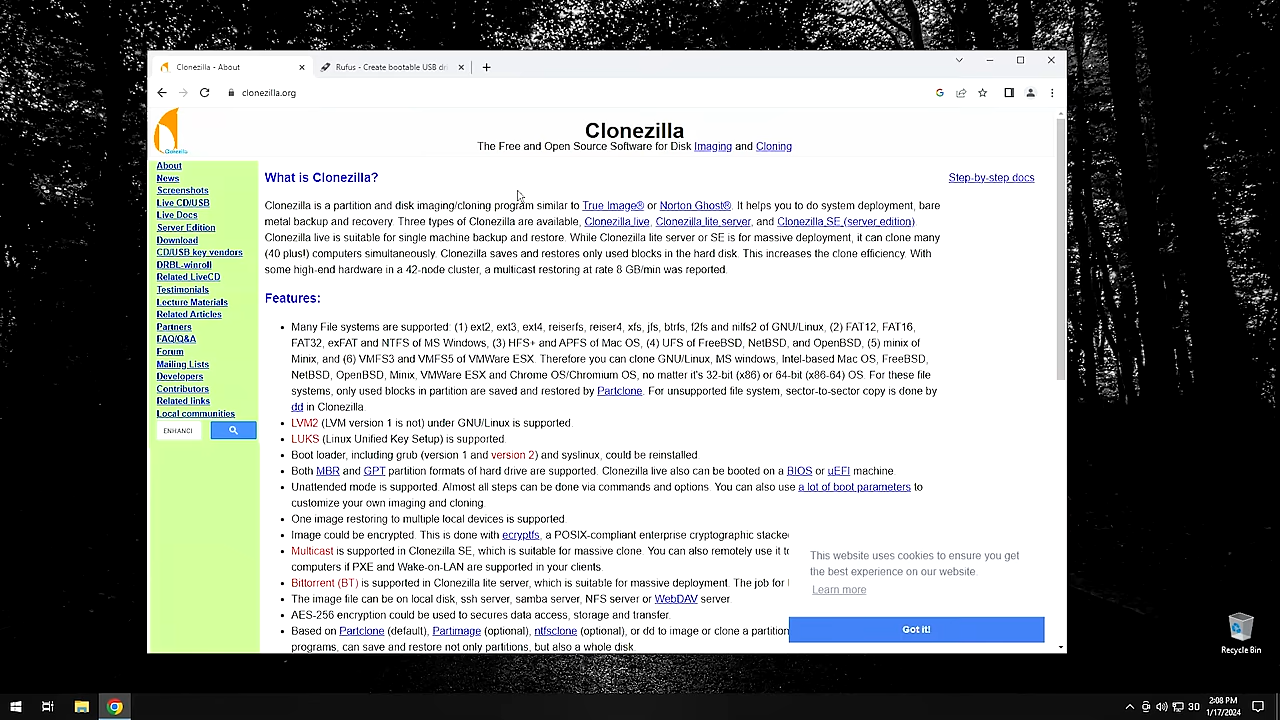 Clonezilla - About
Rufus - Create bootable USB dri
clonezilla.org
Clonezilla
Clonezilla
The Free and Open Source Software for Disk Imaging and Cloning
About
News
Screenshots
Live CD/USB
Live Docs
Server Edition
Download
CD/USB key vendors
DRBL-winroll
Related LiveCD
Testimonials
Lecture Materials
Related Articles
Partners
FAQ/Q&A
Forum
Mailing Lists
Developers
Contributors
Related links
Local communities
ENHANCI
What is Clonezilla?
Step-by-step docs
Clonezilla is a partition and disk imaging/cloning program similar to True Image® or Norton Ghost®. It helps you to do system deployment, bare
metal backup and recovery. Three types of Clonezilla are available, Clonezilla live, Clonezilla lite server, and Clonezilla SE (server edition).
Clonezilla live is suitable for single machine backup and restore. While Clonezilla lite server or SE is for massive deployment, it can clone many
(40 plus!) computers simultaneously. Clonezilla saves and restores only used blocks in the hard disk. This increases the clone efficiency. With
some high-end hardware in a 42-node cluster, a multicast restoring at rate 8 GB/min was reported.
Features:
Many File systems are supported: (1) ext2, ext3, ext4, reiserfs, reiser4, xfs, jfs, btrfs, f2fs and nilfs2 of GNU/Linux, (2) FAT12, FAT16,
FAT32, exFAT and NTFS of MS Windows, (3) HFS+ and APFS of Mac OS, (4) UFS of FreeBSD, NetBSD, and OpenBSD, (5) minix of
Minix, and (6) VMFS3 and VMFS5 of VMWare ESX. Therefore you can clone GNU/Linux, MS windows, Intel-based Mac OS, FreeBSD,
NetBSD, OpenBSD, Minix, VMWare ESX and Chrome OS/Chromium OS, no matter it's 32-bit (x86) or 64-bit (x86-64) OS. For these file
systems, only used blocks in partition are saved and restored by Partclone. For unsupported file system, sector-to-sector copy is done by
dd in Clonezilla.
LVM2 (LVM version 1 is not) under GNU/Linux is supported.
LUKS (Linux Unified Key Setup) is supported.
Boot loader, including grub (version 1 and version 2) and syslinux, could be reinstalled.
Both MBR and GPT partition formats of hard drive are supported. Clonezilla live also can be booted on a BIOS or uEFI machine.
Unattended mode is supported. Almost all steps can be done via commands and options. You can also use a lot of boot parameters to
customize your own imaging and cloning.
One image restoring to multiple local devices is supported.
Image could be encrypted. This is done with ecryptfs, a POSIX-compliant enterprise cryptographic stacke
Multicast is supported in Clonezilla SE, which is suitable for massive clone. You can also remotely use it to
computers if PXE and Wake-on-LAN are supported in your clients.
Bittorrent (BT) is supported in Clonezilla lite server, which is suitable for massive deployment. The job for
The image file can be on local disk, ssh server, samba server, NFS server or WebDAV server.
AES-256 encryption could be used to secures data access, storage and transfer.
Based on Partclone (default), Partimage (optional), ntfsclone (optional), or dd to image or clone a partition
programs, can save and restore not only partitions, but also a whole disk.
This website uses cookies to ensure you get
the best experience on our website.
Learn more
Got it!
Recycle Bin
30
2:08 PM
1/17/2024